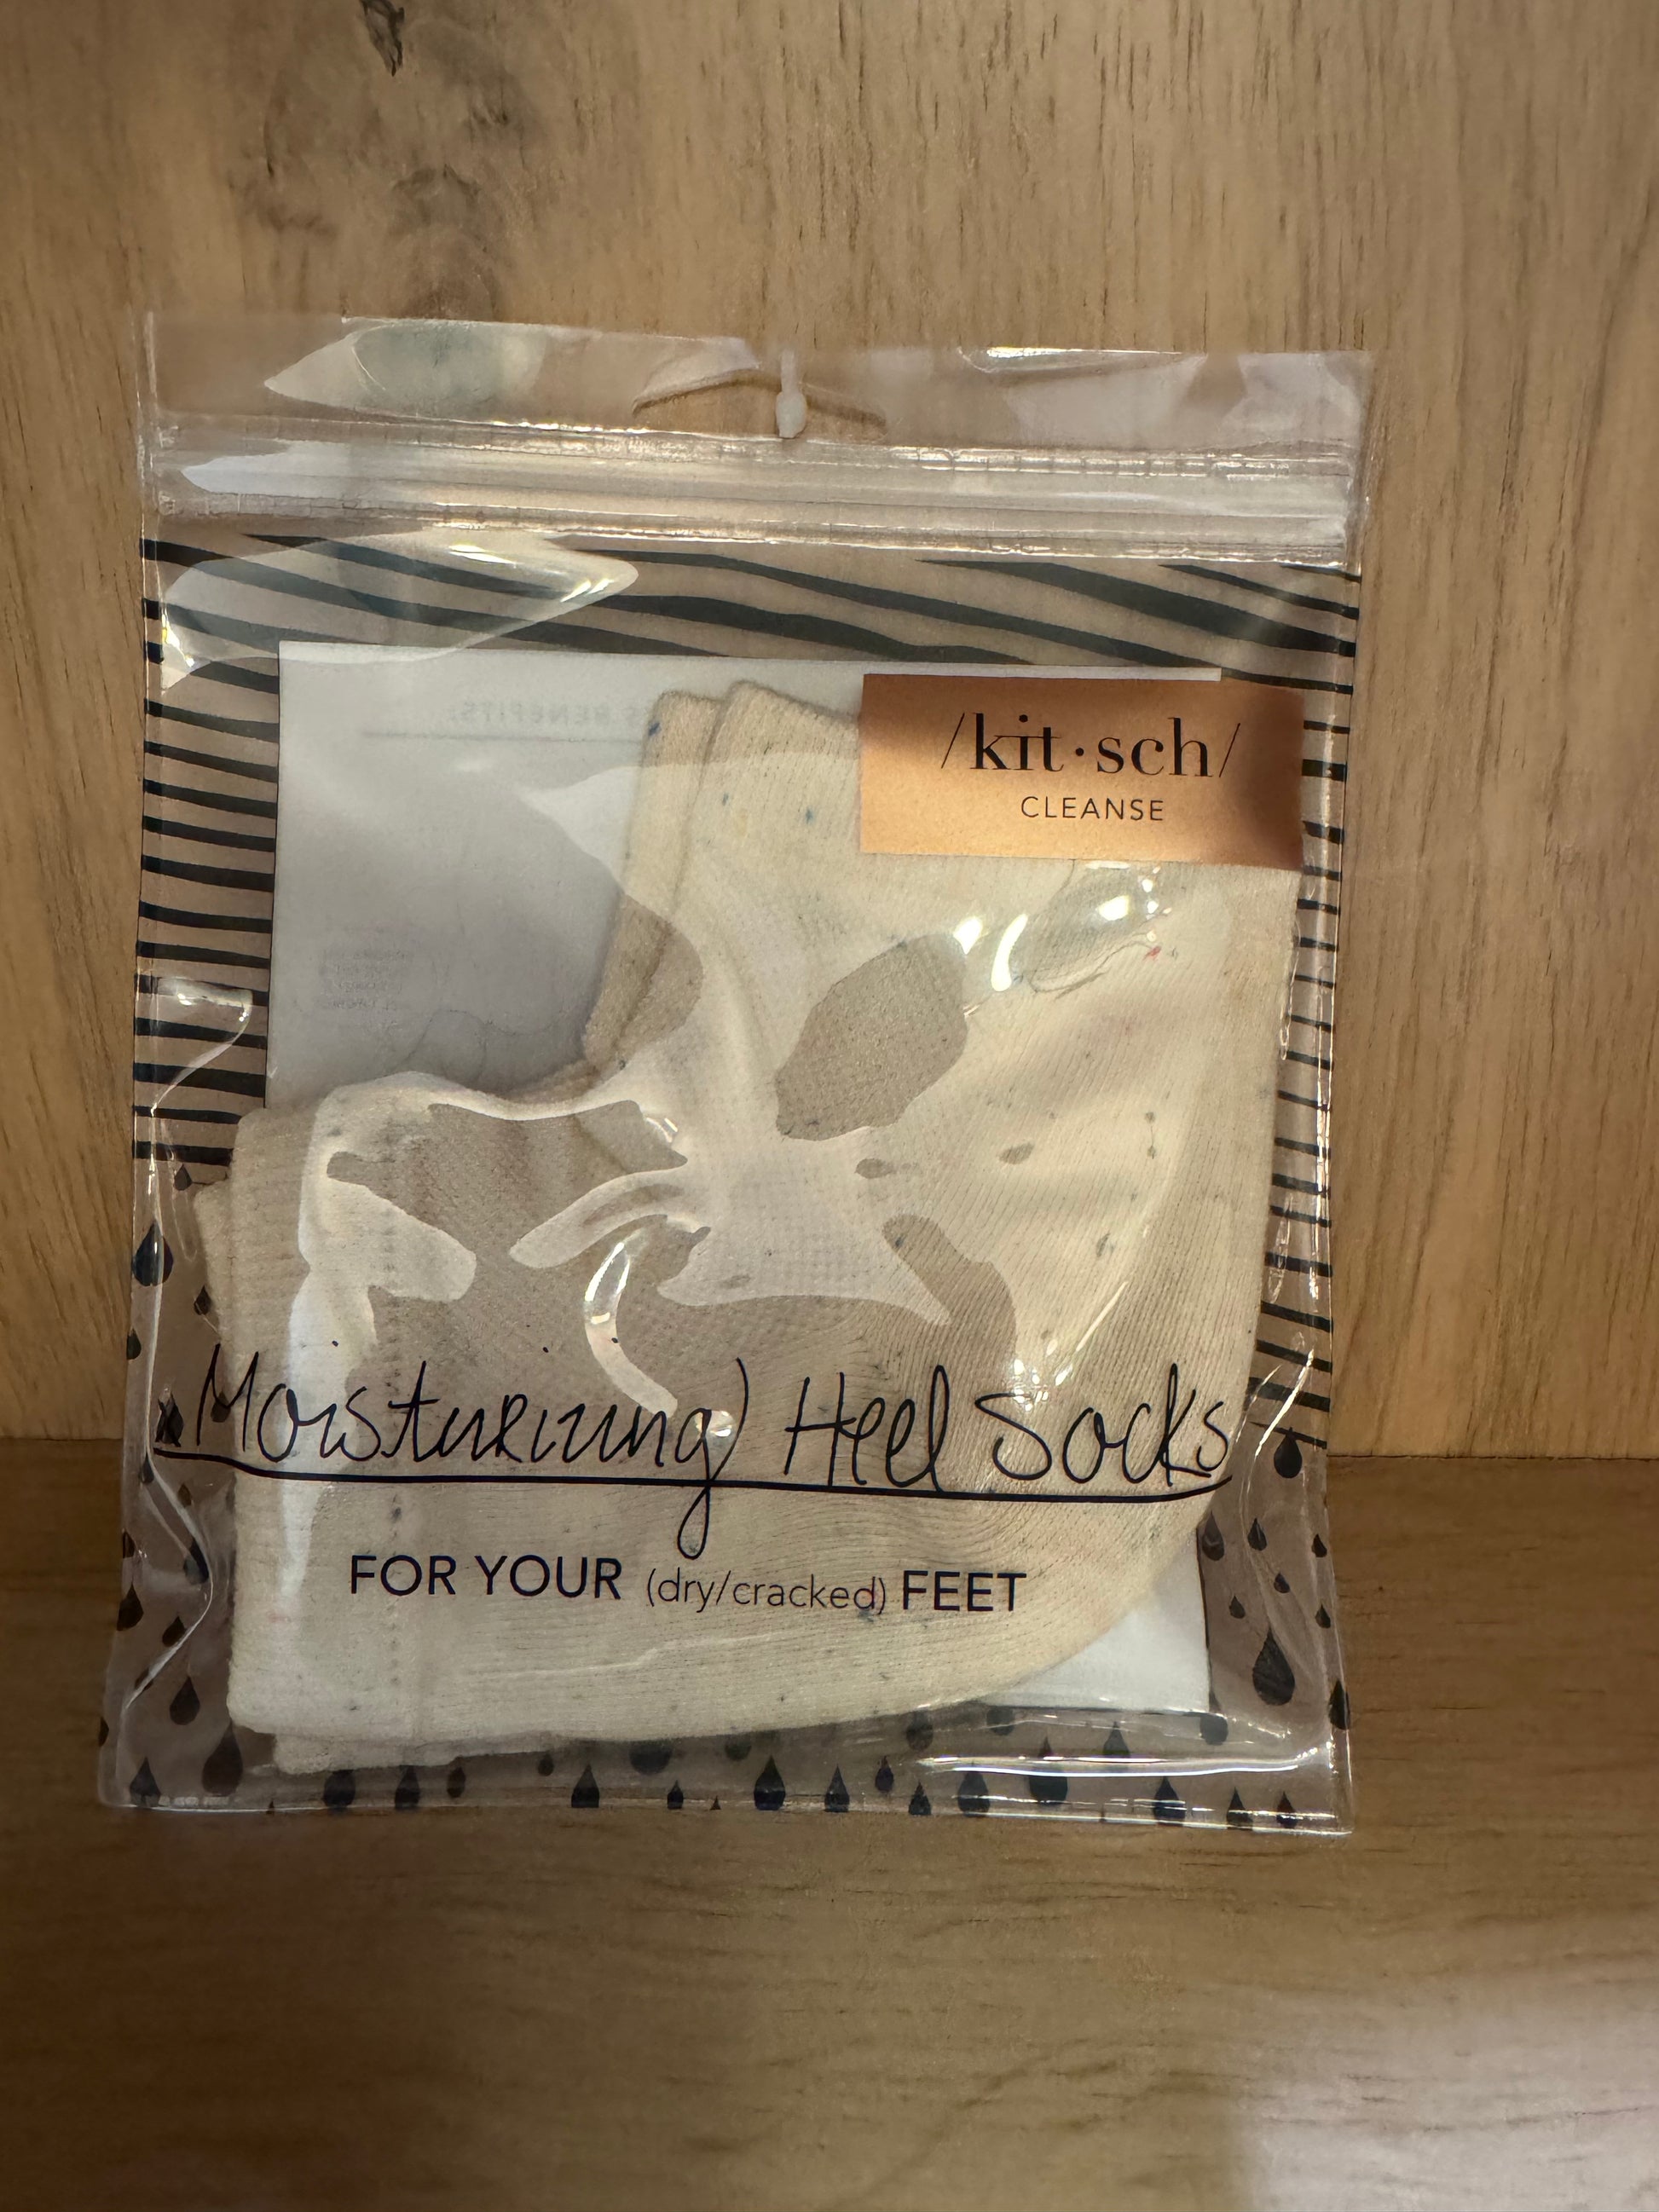 /kit·sch/
CLEANSE
Moisturizing Heel Socks
FOR YOUR (dry/cracked) FEET